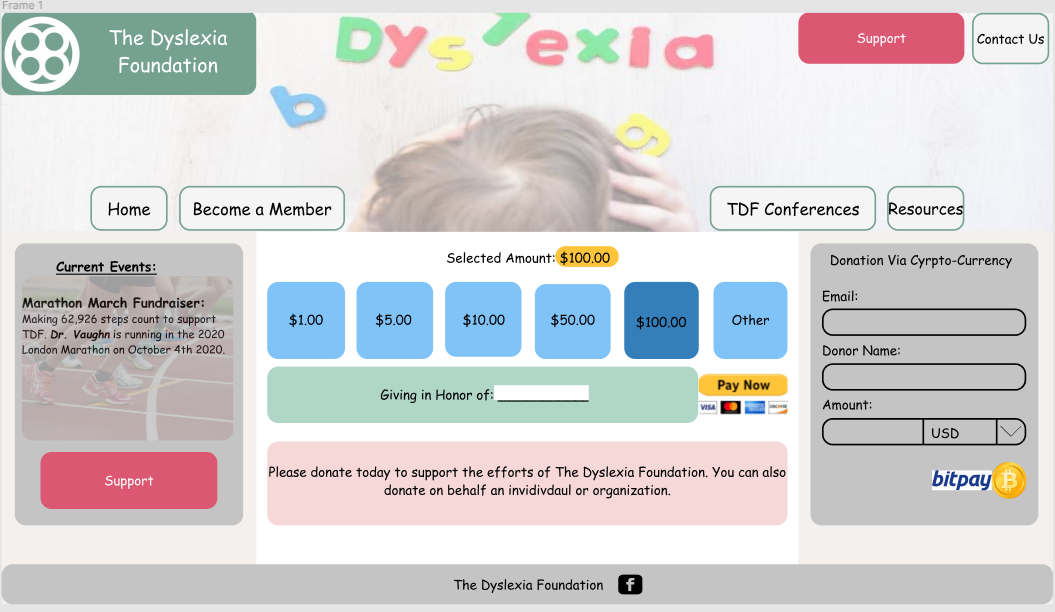 Frame 1
The Dyslexia
Foundation
Dyslexia
Support
Contact Us
b
g
Home
Become a Member
TDF Conferences
Resources
Current Events:
Marathon March Fundraiser:
Making 62,926 steps count to support
TDF. Dr. Vaughn is running in the 2020
London Marathon on October 4th 2020.
Support
Selected Amount: $100.00
$1.00
$5.00
$10.00
$50.00
$100.00
Other
Giving in Honor of: ___________
Pay Now
VISA
DISCOVER
Please donate today to support the efforts of The Dyslexia Foundation. You can also
donate on behalf an invidivdaul or organization.
Donation Via Cyrpto-Currency
Email:
Donor Name:
Amount:
USD
bitpay
The Dyslexia Foundation
f